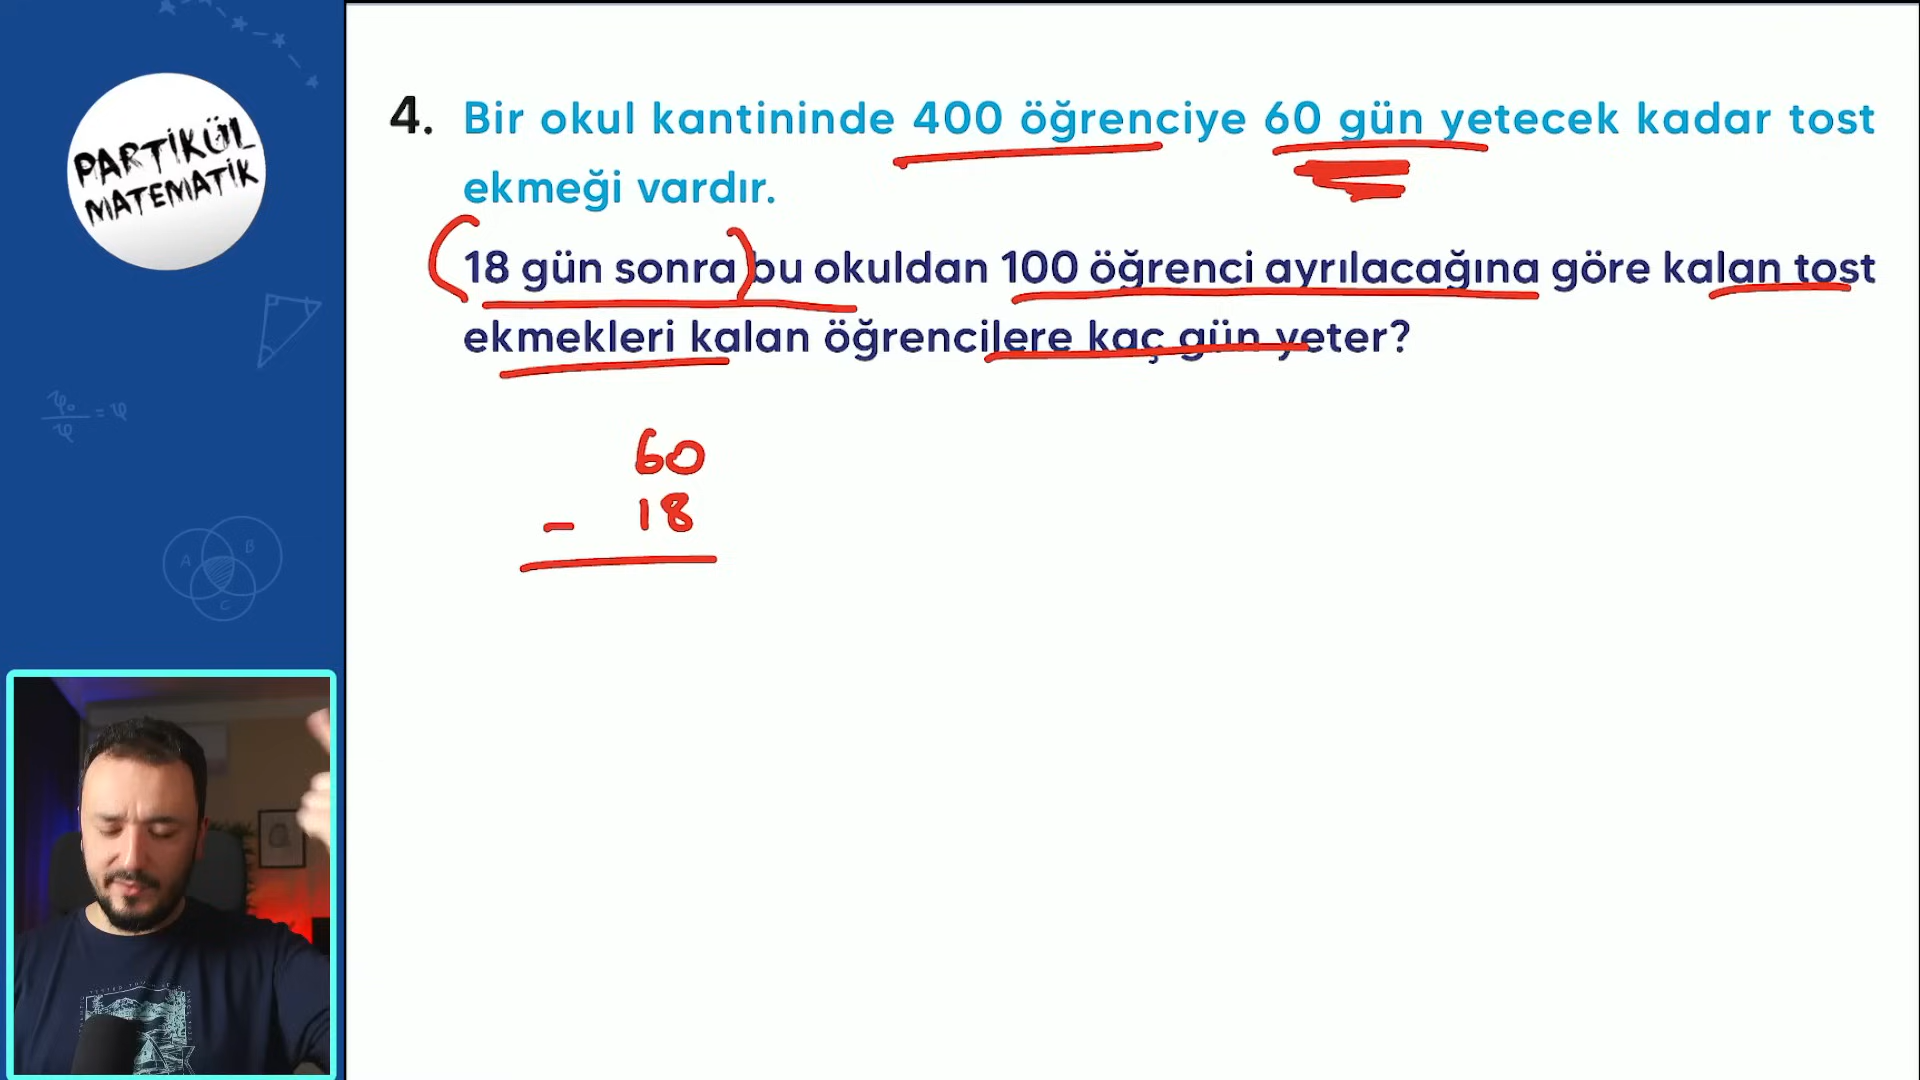 PARTİKÜL
MATEMATİK
4. Bir okul kantininde 400 öğrenciye 60 gün yetecek kadar tost
ekmeği vardır.
18 gün sonra bu okuldan 100 öğrenci ayrılacağına göre kalan tost
ekmekleri kalan öğrencilere kaç gün yeter?
60
- 18
A
B
C